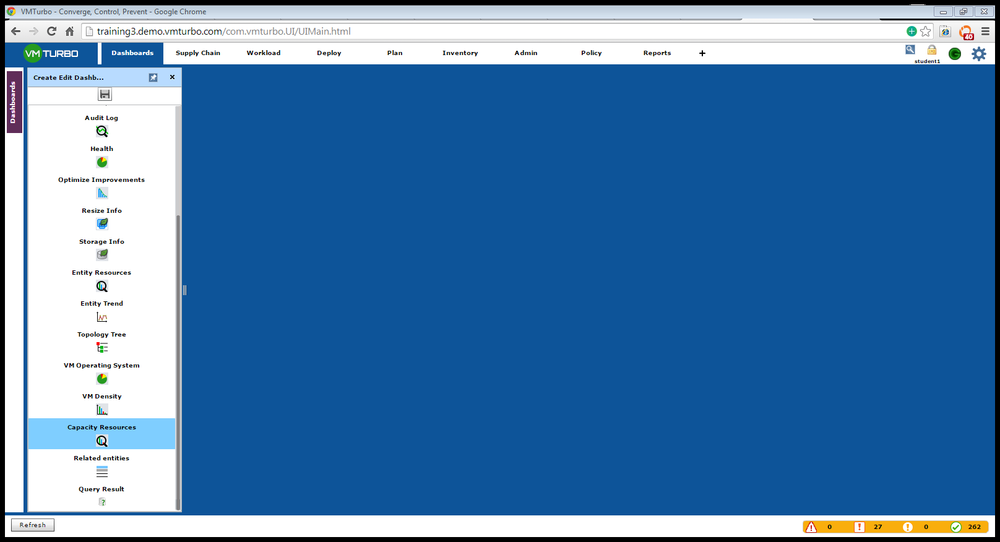 VMTurbo - Converge, Control, Prevent - Google Chrome
training3.demo.vmturbo.com/com.vmturbo.UI/UIMain.html
40
VM TURBO
Dashboards Supply Chain Workload Deploy Plan Inventory Admin Policy Reports +
student1
Dashboards
Create Edit Dashb...
Audit Log
Health
Optimize Improvements
Resize Info
Storage Info
Entity Resources
Entity Trend
Topology Tree
VM Operating System
VM Density
Capacity Resources
Related entities
Query Result
Refresh
0 27 0 262